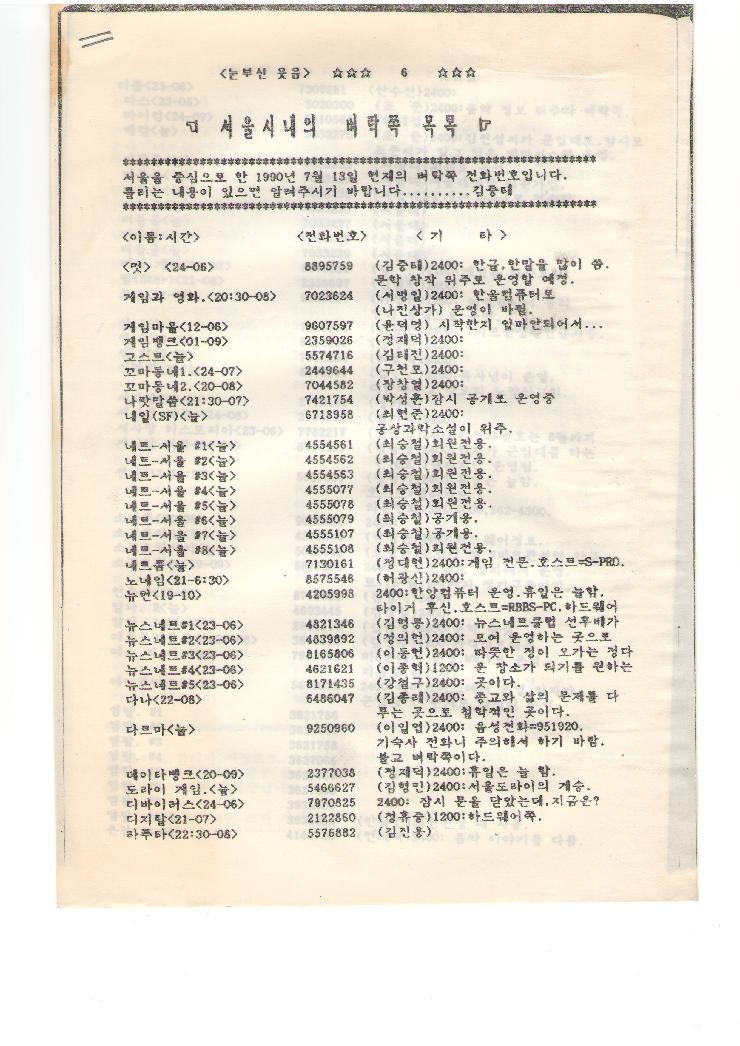 <눈부신 웃음> ☆☆☆ 6 ☆☆☆
☜ 서울시내의 벼락쪽 목록 ☞
서울을 중심으로 한 1990년 7월 13일 현재의 벼락쪽 전화번호입니다.
틀리는 내용이 있으면 알려주시기 바랍니다..........김중태
<이름:시간> <전화번호> < 기 타 >
<멋> <24-06> 8895759 (김중태)2400: 한글,한말을 많이 씀.
문학 창작 위주로 운영할 예정.
게임과 영화.<20:30-08> 7023624 (서병일)2400: 한울컴퓨터로
(나진상가) 운영이 바뀜.
게임마을<12-06> 9607597 (윤덕영) 시작한지 얼마안되어서...
게임뱅크<01-09> 2359026 (정재덕)2400:
고스트<늘> 5574716 (김태진)2400:
꼬마동네1.<24-07> 2449644 (구천모)2400:
꼬마동네2.<20-08> 7044582 (장창열)2400:
나랏말씀<21:30-07> 7421754 (박성훈)잠시 공개로 운영중
내일(SF)<늘> 6718958 (최현준)2400:
공상과학소설이 위주.
네트-서울 #1<늘> 4554561 (최승철)회원전용.
네트-서울 #2<늘> 4554562 (최승철)회원전용.
네트-서울 #3<늘> 4554563 (최승철)회원전용.
네트-서울 #4<늘> 4555077 (최승철)회원전용.
네트-서울 #5<늘> 4555078 (최승철)회원전용.
네트-서울 #6<늘> 4555079 (최승철)공개용.
네트-서울 #7<늘> 4555107 (최승철)공개용.
네트-서울 #8<늘> 4555108 (최승철)회원전용.
네트폼<늘> 7130161 (정대현)2400:게임 전문.호스트=S-PRO.
노네임<21-6:30> 8575546 (허광신)2400:
뉴런<19-10> 4205998 2400:한양컴퓨터 운영.휴일은 늘함,
타이거 후신.호스트=RBBS-PC,하드웨어
뉴스네트#1<23-06> 4821346 (김형룡)2400: 뉴스네트클럽 선후배가
뉴스네트#2<23-06> 4839892 (정의헌)2400: 모여 운영하는 곳으로
뉴스네트#3<23-06> 8165806 (이동현)2400: 따뜻한 정이 오가는 정다
뉴스네트#4<23-06> 4621621 (이종혁)1200: 운 장소가 되기를 원하는
뉴스네트#5<23-06> 8171435 (강철구)2400: 곳이다.
다나<22-08> 6486047 (김종래)2400: 종교와 삶의 문제를 다
루는 곳으로 철학적인 곳이다.
다르마<늘> 9250960 (이일엽)2400: 음성전화=951920.
기숙사 전화니 주의해서 하기 바람.
불교 벼락쪽이다.
데이타뱅크<20-09> 2377038 (정재덕)2400:휴일은 늘 함.
도라이 게임.<늘> 5466627 (김형민)2400:서울도라이의 계승.
디바이러스<24-06> 7970825 2400: 잠시 문을 닫았는데,지금은?
디지탈<21-07> 2122860 (정휴중)1200:하드웨어쪽.
라푸타<22:30-08> 5576882 (김진용)